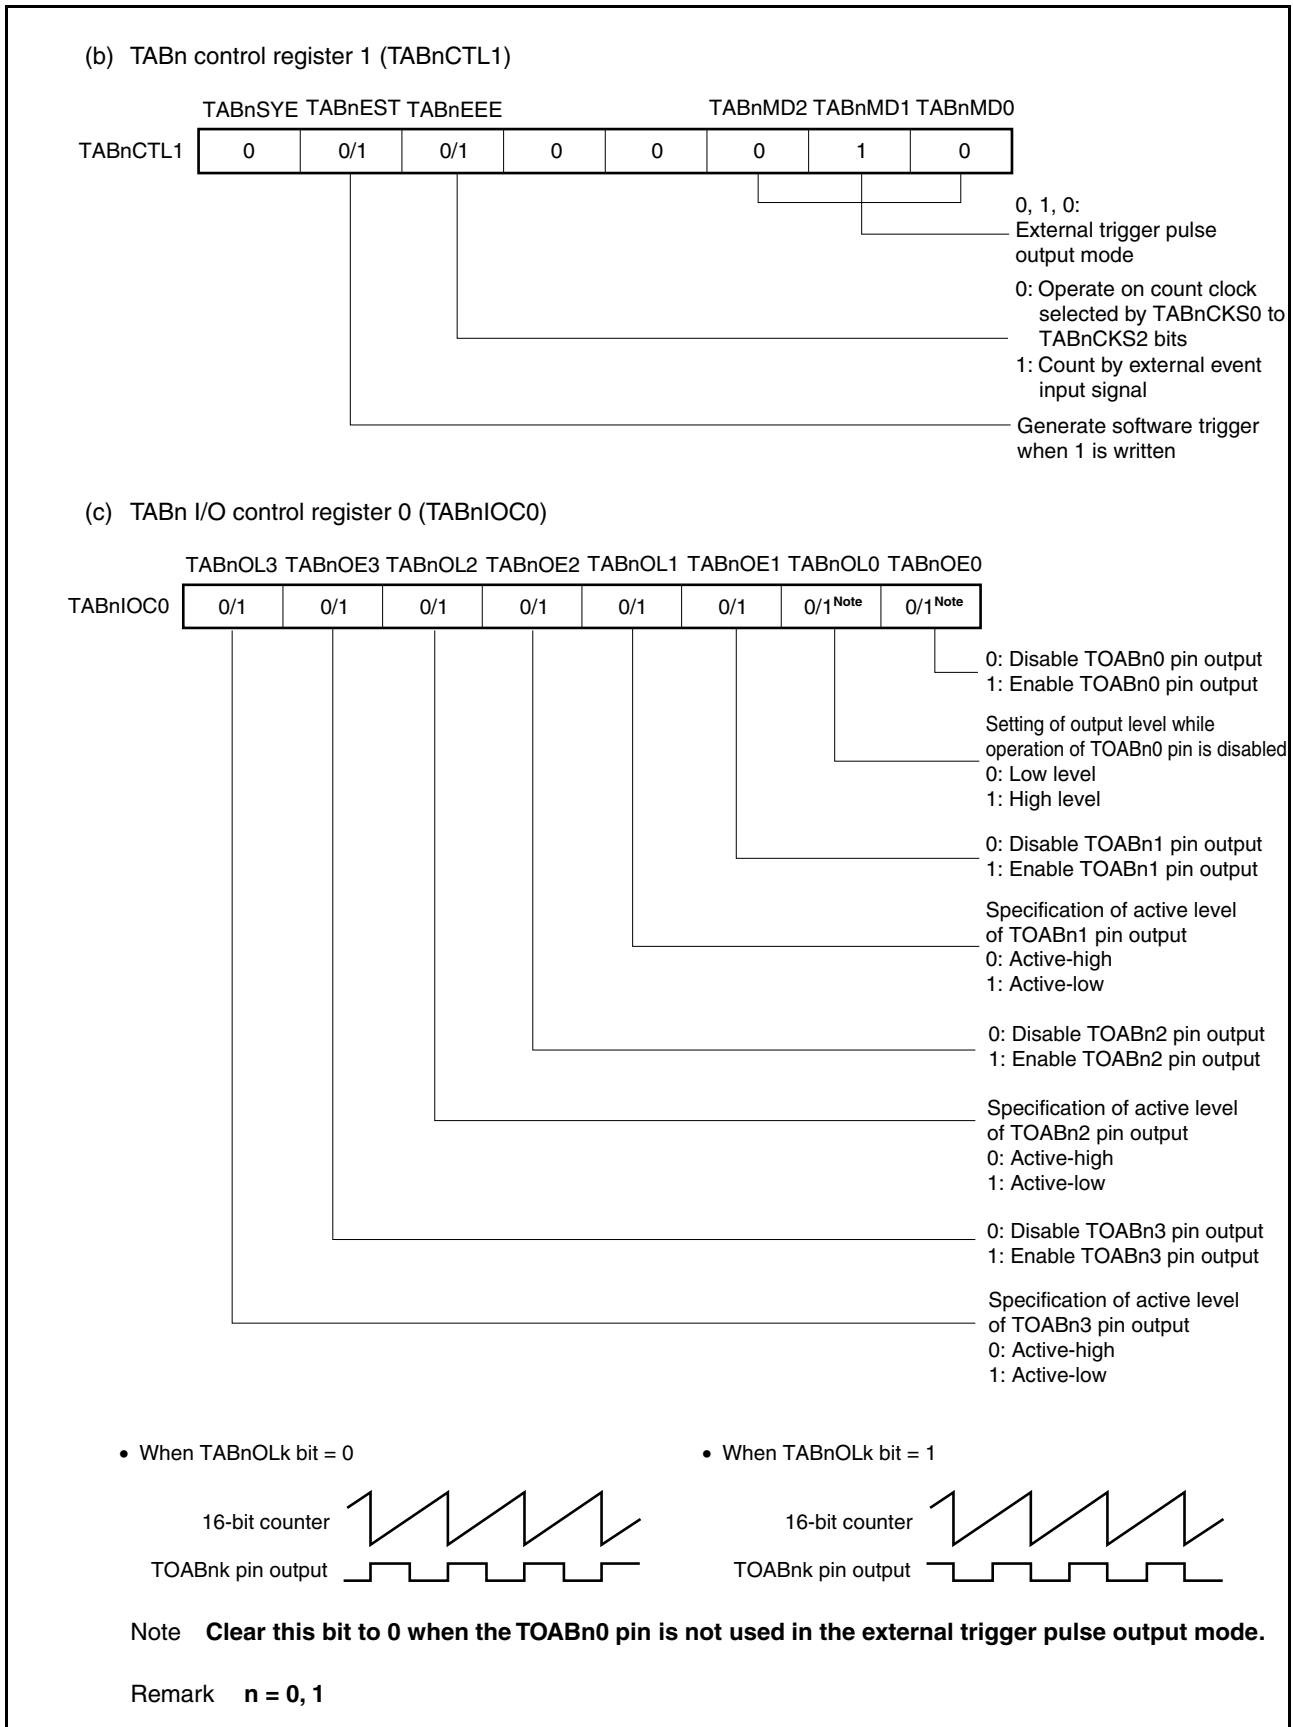 (b) TABn control register 1 (TABnCTL1)
TABnSYE TABnEST TABnEEE TABnMD2 TABnMD1 TABnMD0
TABnCTL1 0 0/1 0/1 0 0 0 1 0
0, 1, 0:
External trigger pulse
output mode
0: Operate on count clock
selected by TABnCKS0 to
TABnCKS2 bits
1: Count by external event
input signal
Generate software trigger
when 1 is written
(c) TABn I/O control register 0 (TABnIOC0)
TABnOL3 TABnOE3 TABnOL2 TABnOE2 TABnOL1 TABnOE1 TABnOL0 TABnOE0
TABnIOC0 0/1 0/1 0/1 0/1 0/1 0/1 0/1Note 0/1Note
0: Disable TOABn0 pin output
1: Enable TOABn0 pin output
Setting of output level while
operation of TOABn0 pin is disabled
0: Low level
1: High level
0: Disable TOABn1 pin output
1: Enable TOABn1 pin output
Specification of active level
of TOABn1 pin output
0: Active-high
1: Active-low
0: Disable TOABn2 pin output
1: Enable TOABn2 pin output
Specification of active level
of TOABn2 pin output
0: Active-high
1: Active-low
0: Disable TOABn3 pin output
1: Enable TOABn3 pin output
Specification of active level
of TOABn3 pin output
0: Active-high
1: Active-low
• When TABnOLk bit = 0
16-bit counter
TOABnk pin output
• When TABnOLk bit = 1
16-bit counter
TOABnk pin output
Note Clear this bit to 0 when the TOABn0 pin is not used in the external trigger pulse output mode.
Remark n = 0, 1